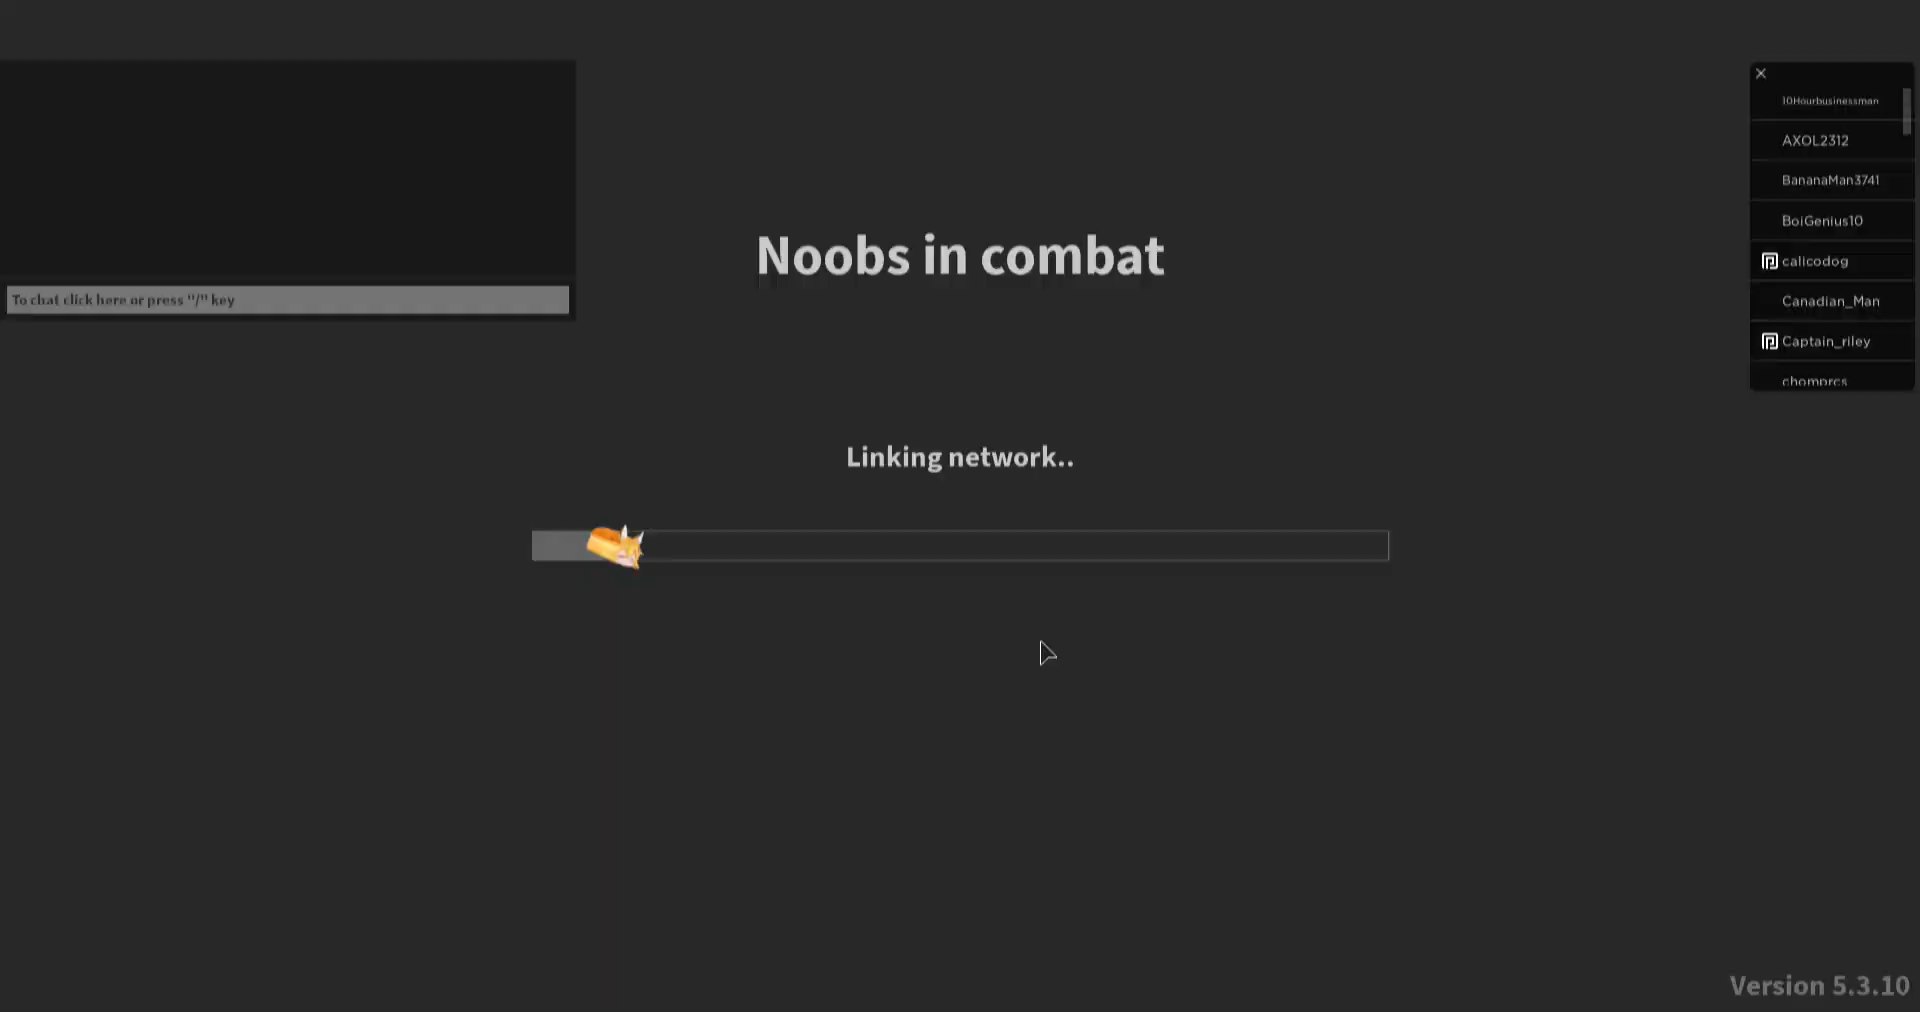 10Hourbusinessman
AXOL2312
BananaMan3741
BoiGenius10
calicodog
Canadian_Man
Captain_riley
chomprcs
Noobs in combat
To chat click here or press "/" key
Linking network..
Version 5.3.10